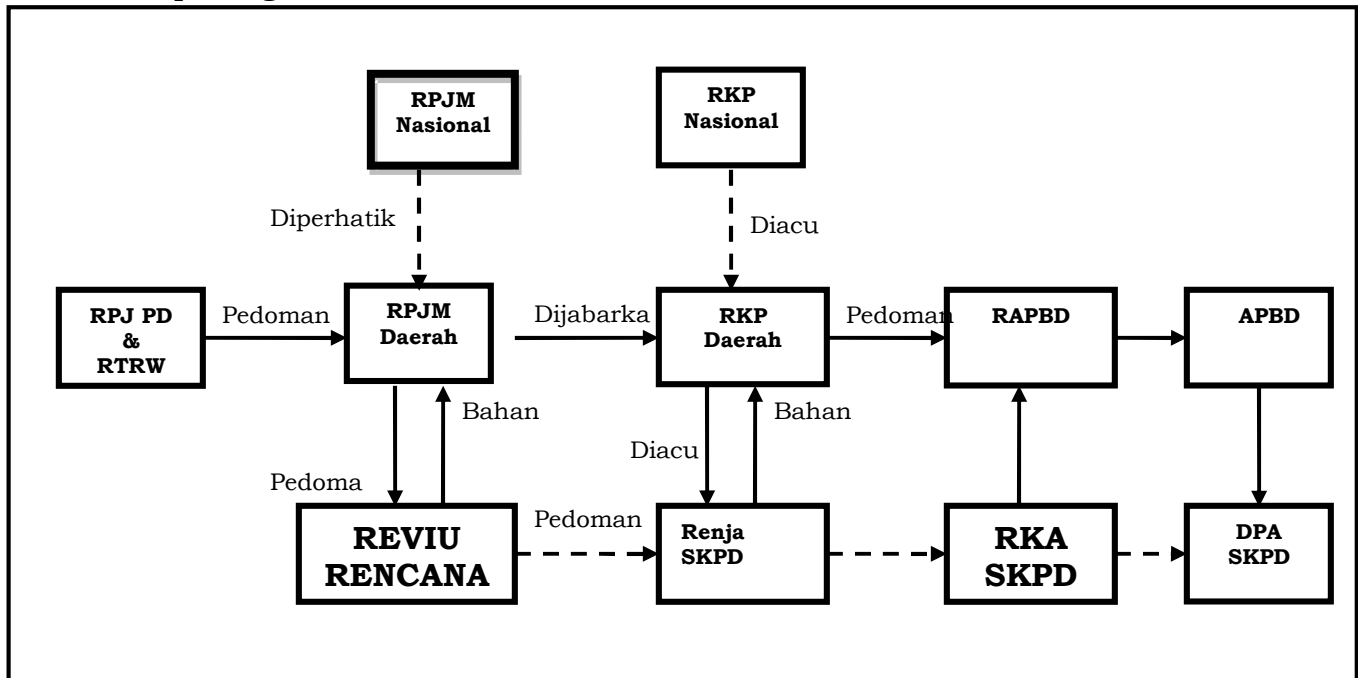 RPJM
Nasional
RKP
Nasional
Diperhatik
Diacu
RPJ PD
&
RTRW
Pedoman
RPJM
Daerah
Dijabarka
RKP
Daerah
Pedoman
RAPBD
APBD
Bahan
Bahan
Diacu
Pedoma
REVIU
RENCANA
Pedoman
Renja
SKPD
RKA
SKPD
DPA
SKPD